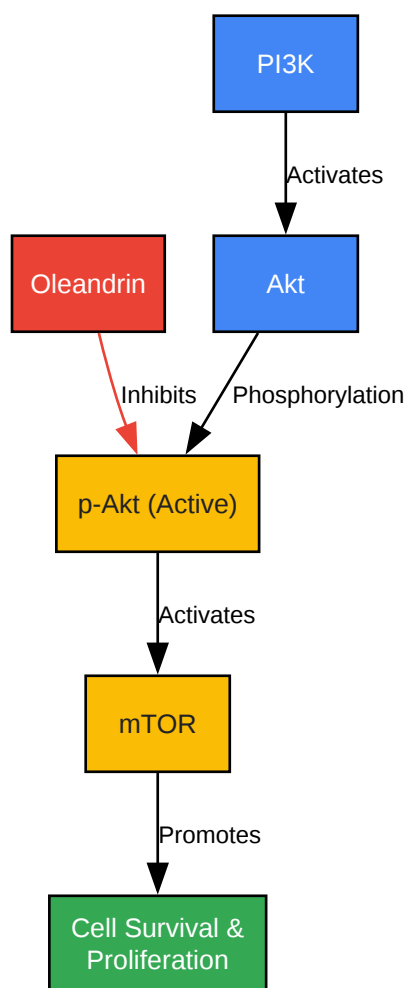 PI3K
Activates
Oleandrin
Akt
Inhibits
Phosphorylation
p-Akt (Active)
Activates
mTOR
Promotes
Cell Survival &
Proliferation